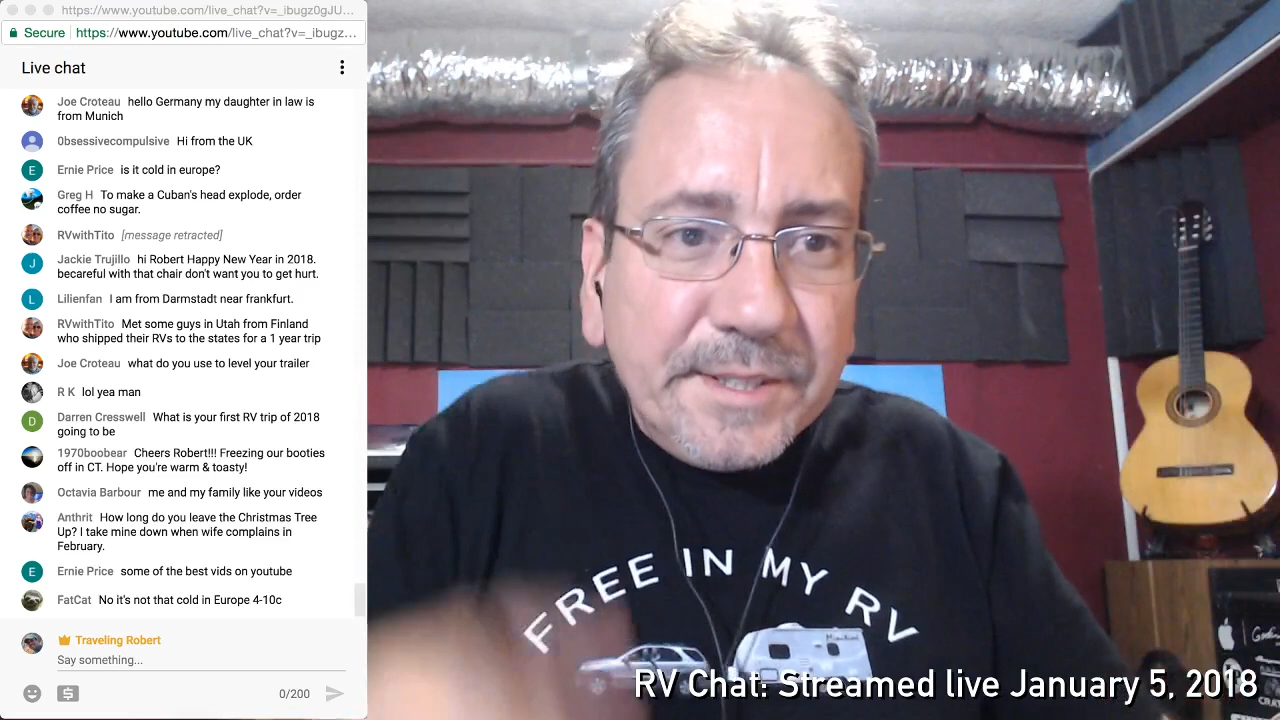 https://www.youtube.com/live_chat?v=_ibugz0gJU...
Secure
https://www.youtube.com/live_chat?v=_ibugz...
Live chat
Joe Croteau hello Germany my daughter in law is
from Munich
0bsessivecompulsive Hi from the UK
E
Ernie Price is it cold in europe?
Greg H To make a Cuban's head explode, order
coffee no sugar.
RVwithTito [message retracted]
J
Jackie Trujillo hi Robert Happy New Year in 2018.
becareful with that chair don't want you to get hurt.
L
Lilienfan I am from Darmstadt near frankfurt.
RVwithTito Met some guys in Utah from Finland
who shipped their RVs to the states for a 1 year trip
Joe Croteau what do you use to level your trailer
R K lol yea man
D
Darren Cresswell What is your first RV trip of 2018
going to be
1970boobear Cheers Robert!!! Freezing our booties
off in CT. Hope you're warm & toasty!
Octavia Barbour me and my family like your videos
Anthrit How long do you leave the Christmas Tree
Up? I take mine down when wife complains in
February.
E
Ernie Price some of the best vids on youtube
FatCat No it's not that cold in Europe 4-10c
Traveling Robert
Say something...
0/200
FREE IN MY RV
RV Chat: Streamed live January 5, 2018